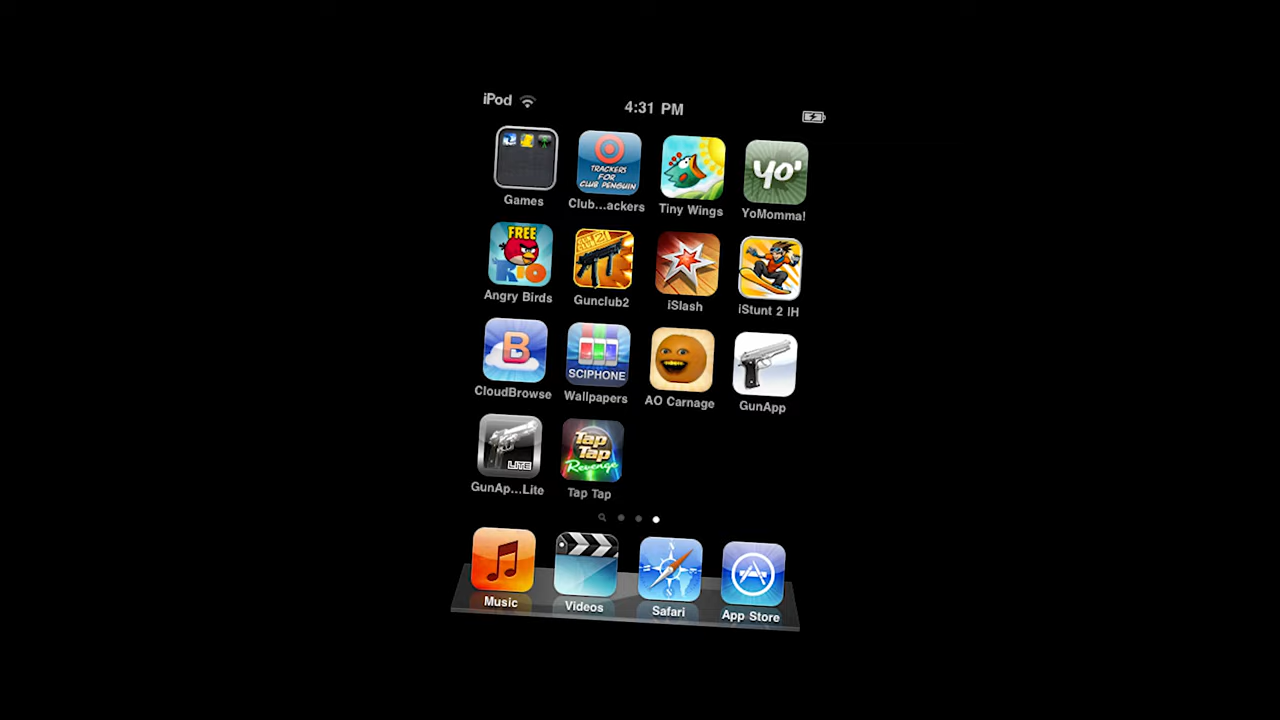 iPod 4:31 PM
TRACKERS
FOR
CLUB PENGUIN
yo'
Games Club...ackers Tiny Wings YoMomma!
FREE
RIO
Angry Birds Gunclub2 iSlash iStunt 2 IH
B
SCIPHONE
CloudBrowse Wallpapers AO Carnage GunApp
LITE
Tap
Tap
Revenge
GunAp...Lite Tap Tap
Music Videos Safari App Store